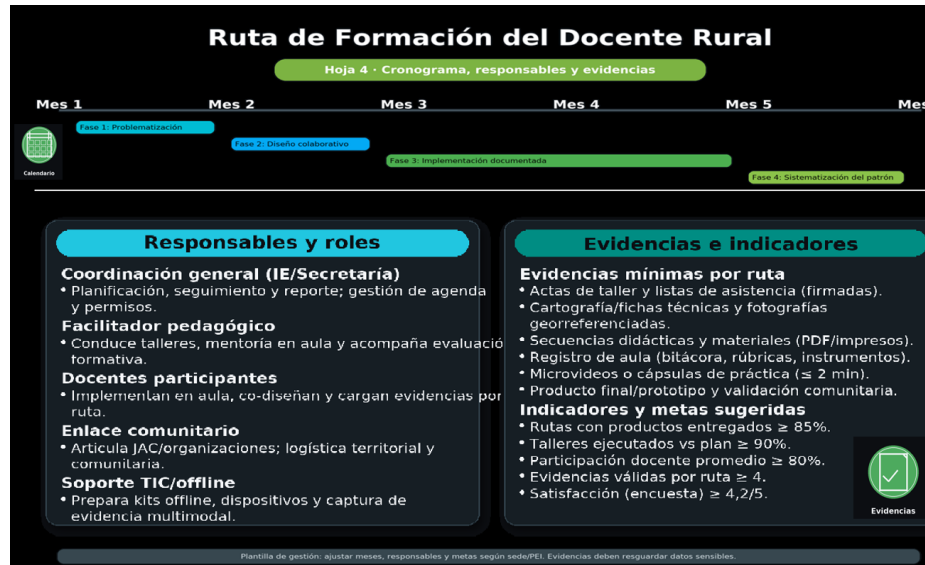 Ruta de Formación del Docente Rural
Hoja 4 · Cronograma, responsables y evidencias
Mes 1 Mes 2 Mes 3 Mes 4 Mes 5 Mes
Calendario
Fase 1: Problematización
Fase 2: Diseño colaborativo
Fase 3: Implementación documentada
Fase 4: Sistematización del patrón
Responsables y roles
Coordinación general (IE/Secretaría)
• Planificación, seguimiento y reporte; gestión de agenda
y permisos.
Facilitador pedagógico
• Conduce talleres, mentoría en aula y acompaña evaluació
formativa.
Docentes participantes
• Implementan en aula, co-diseñan y cargan evidencias por
ruta.
Enlace comunitario
• Articula JAC/organizaciones; logística territorial y
comunitaria.
Soporte TIC/offline
• Prepara kits offline, dispositivos y captura de
evidencia multimodal.
Evidencias e indicadores
Evidencias mínimas por ruta
• Actas de taller y listas de asistencia (firmadas).
• Cartografía/fichas técnicas y fotografías
georreferenciadas.
• Secuencias didácticas y materiales (PDF/impresos).
• Registro de aula (bitácora, rúbricas, instrumentos).
• Microvideos o cápsulas de práctica (≤ 2 min).
• Producto final/prototipo y validación comunitaria.
Indicadores y metas sugeridas
• Rutas con productos entregados ≥ 85%.
• Talleres ejecutados vs plan ≥ 90%.
• Participación docente promedio ≥ 80%.
• Evidencias válidas por ruta ≥ 4.
• Satisfacción (encuesta) ≥ 4,2/5.
Evidencias
Plantilla de gestión: ajustar meses, responsables y metas según sede/PEI. Evidencias deben resguardar datos sensibles.